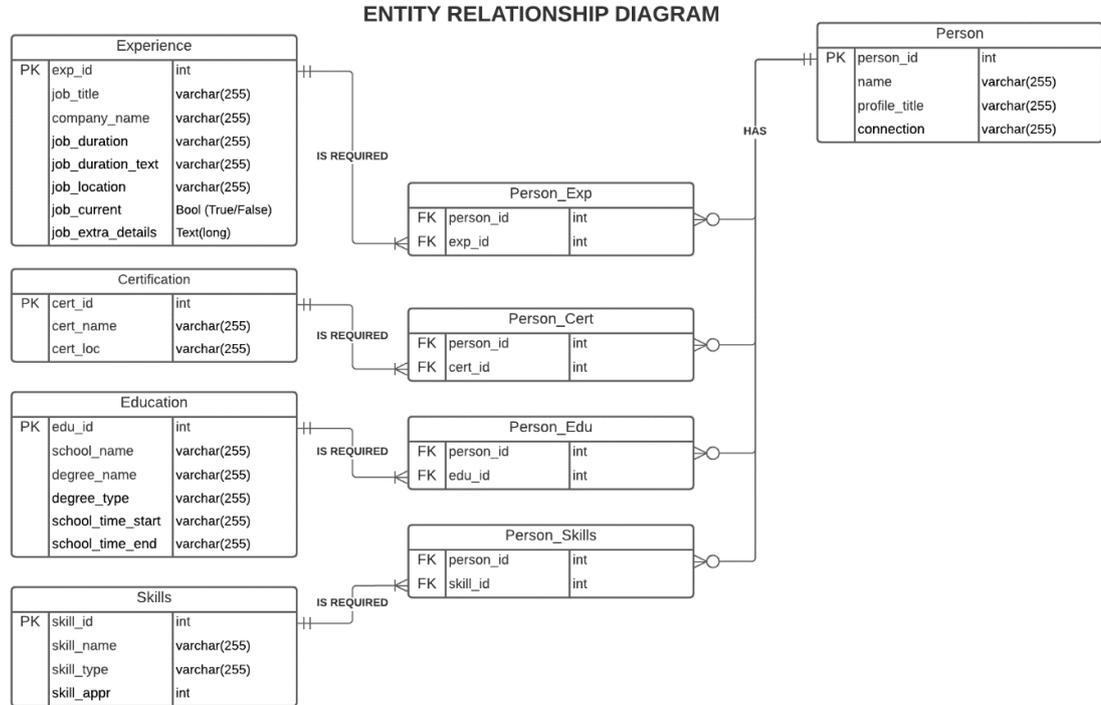 ENTITY RELATIONSHIP DIAGRAM
Experience
PK exp_id int
job_title varchar(255)
company_name varchar(255)
job_duration varchar(255)
job_duration_text varchar(255)
job_location varchar(255)
job_current Bool (True/False)
job_extra_details Text(long)
Certification
PK cert_id int
cert_name varchar(255)
cert_loc varchar(255)
Education
PK edu_id int
school_name varchar(255)
degree_name varchar(255)
degree_type varchar(255)
school_time_start varchar(255)
school_time_end varchar(255)
Skills
PK skill_id int
skill_name varchar(255)
skill_type varchar(255)
skill_appr int
IS REQUIRED
IS REQUIRED
IS REQUIRED
IS REQUIRED
Person_Exp
FK person_id int
FK exp_id int
Person_Cert
FK person_id int
FK cert_id int
Person_Edu
FK person_id int
FK edu_id int
Person_Skills
FK person_id int
FK skill_id int
HAS
Person
PK person_id int
name varchar(255)
profile_title varchar(255)
connection varchar(255)